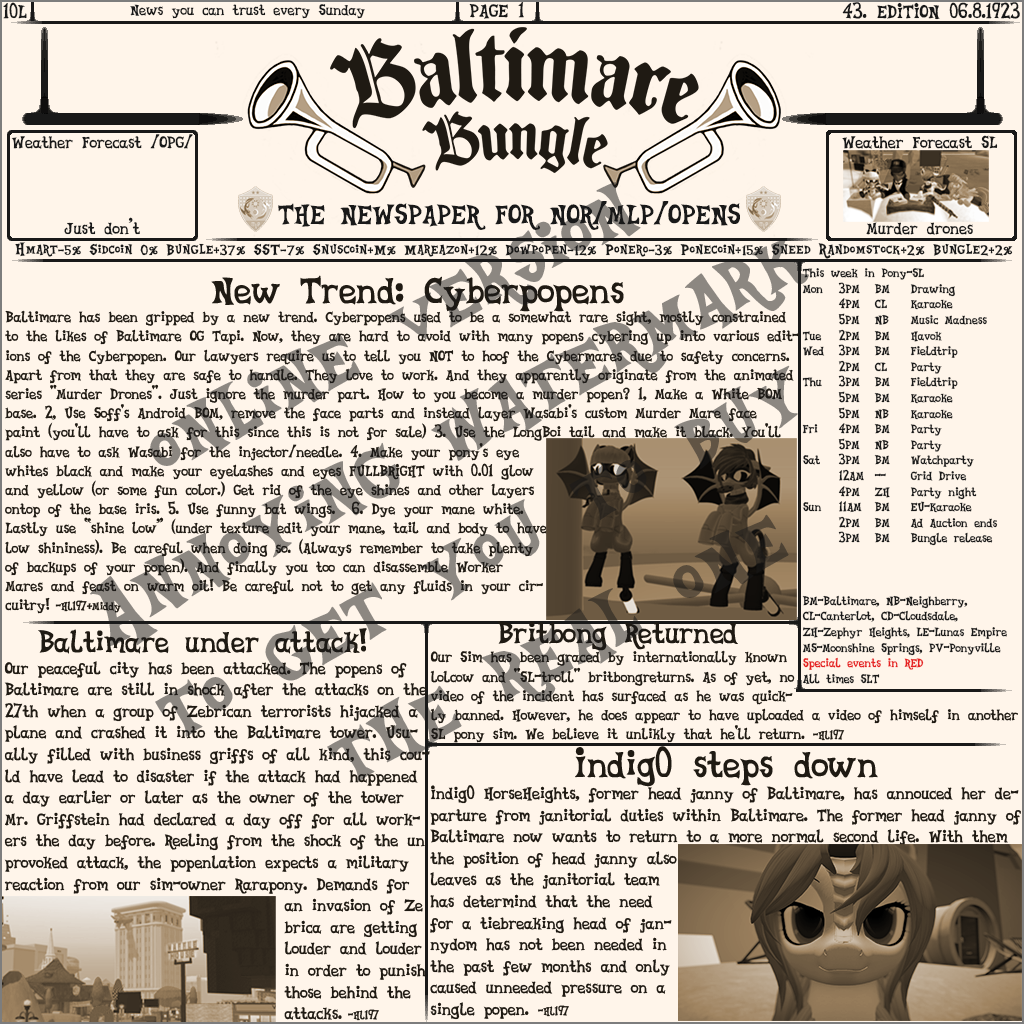 10L
News you can trust every Sunday
PAGE 1
43. EDITION 06.8.1923
Baltimare
Bungle
THE NEWSPAPER FOR NOR/MLP/OPENS
Weather Forecast /OPG/
Just don't
Weather Forecast SL
Murder drones
HMART-5% SIDCOIN 0% BUNGLE+37% SST-7% SNUSCOIN+M% MAREAZON+12% DOWPOPEN-12% PONERO-3% PONECOIN+15% SNEED RANDOMSTOCK+2% BUNGLE2+2%
New Trend: Cyberpopens
Baltimare has been gripped by a new trend. Cyberpopens used to be a somewhat rare sight, mostly constrained
to the likes of Baltimare OG Tapi. Now, they are hard to avoid with many popens cybering up into various edit-
ions of the Cyberpopen. Our lawyers require us to tell you NOT to hoof the Cybermares due to safety concerns.
Apart from that they are safe to handle. They love to work. And they apparently originate from the animated
series "Murder Drones". Just ignore the murder part. How to you become a murder popen? 1, Make a White BOM
base. 2, Use Soff's Android BOM, remove the face parts and instead layer Wasabi's custom Murder Mare face
paint (you'll have to ask for this since this is not for sale) 3. Use the LongBoi tail and make it black. You'll
also have to ask Wasabi for the injector/needle. 4. Make your pony's eye
whites black and make your eyelashes and eyes FULLBRIGHT with 0.01 glow
and yellow (or some fun color.) Get rid of the eye shines and other layers
ontop of the base iris. 5. Use funny bat wings. 6. Dye your mane white.
Lastly use "shine low" (under texture edit your mane, tail and body to have
low shininess). Be careful when doing so. (Always remember to take plenty
of backups of your popen). And finally you too can disassemble Worker
Mares and feast on warm oil! Be careful not to get any fluids in your cir-
cuitry! -HL197+Middy
This week in Pony-SL
Mon 3PM BM Drawing
4PM CL Karaoke
5PM NB Music Madness
Tue 2PM BM Havok
Wed 3PM BM Fieldtrip
2PM CL Party
Thu 3PM BM Fieldtrip
5PM BM Karaoke
5PM NB Karaoke
Fri 4PM BM Party
5PM NB Party
Sat 3PM BM Watchparty
12AM --- Grid Drive
4PM ZH Party night
Sun 11AM BM EU-Karaoke
2PM BM Ad Auction ends
3PM BM Bungle release
BM-Baltimare, NB-Neighberry,
CL-Canterlot, CD-Cloudsdale,
ZH-Zephyr Heights, LE-Lunas Empire
MS-Moonshine Springs, PV-Ponyville
Special events in RED
All times SLT
Baltimare under attack!
Our peaceful city has been attacked. The popens of
Baltimare are still in shock after the attacks on the
27th when a group of Zebrican terrorists hijacked a
plane and crashed it into the Baltimare tower. Usu-
ally filled with business griffs of all kind, this cou-
ld have lead to disaster if the attack had happened
a day earlier or later as the owner of the tower
Mr. Griffstein had declared a day off for all work-
ers the day before. Reeling from the shock of the un
provoked attack, the popenlation expects a military
reaction from our sim-owner Rarapony. Demands for
an invasion of Ze
brica are getting
louder and louder
in order to punish
those behind the
attacks. -HL197
Britbong Returned
Our Sim has been graced by internationally known
lolcow and "SL-troll" britbongreturns. As of yet, no
video of the incident has surfaced as he was quick-
ly banned. However, he does appear to have uploaded a video of himself in another
SL pony sim. We believe it unlikly that he'll return. -HL197
indig0 steps down
indig0 HorseHeights, former head janny of Baltimare, has annouced her de-
parture from janitorial duties within Baltimare. The former head janny of
Baltimare now wants to return to a more normal second life. With them
the position of head janny also
leaves as the janitorial team
has determind that the need
for a tiebreaking head of jan-
nydom has not been needed in
the past few months and only
caused unneeded pressure on a
single popen. -HL197
ONLINE VERSION
ANNOYING WATERMARK
TO GET YOU BUY
THE REAL ONE